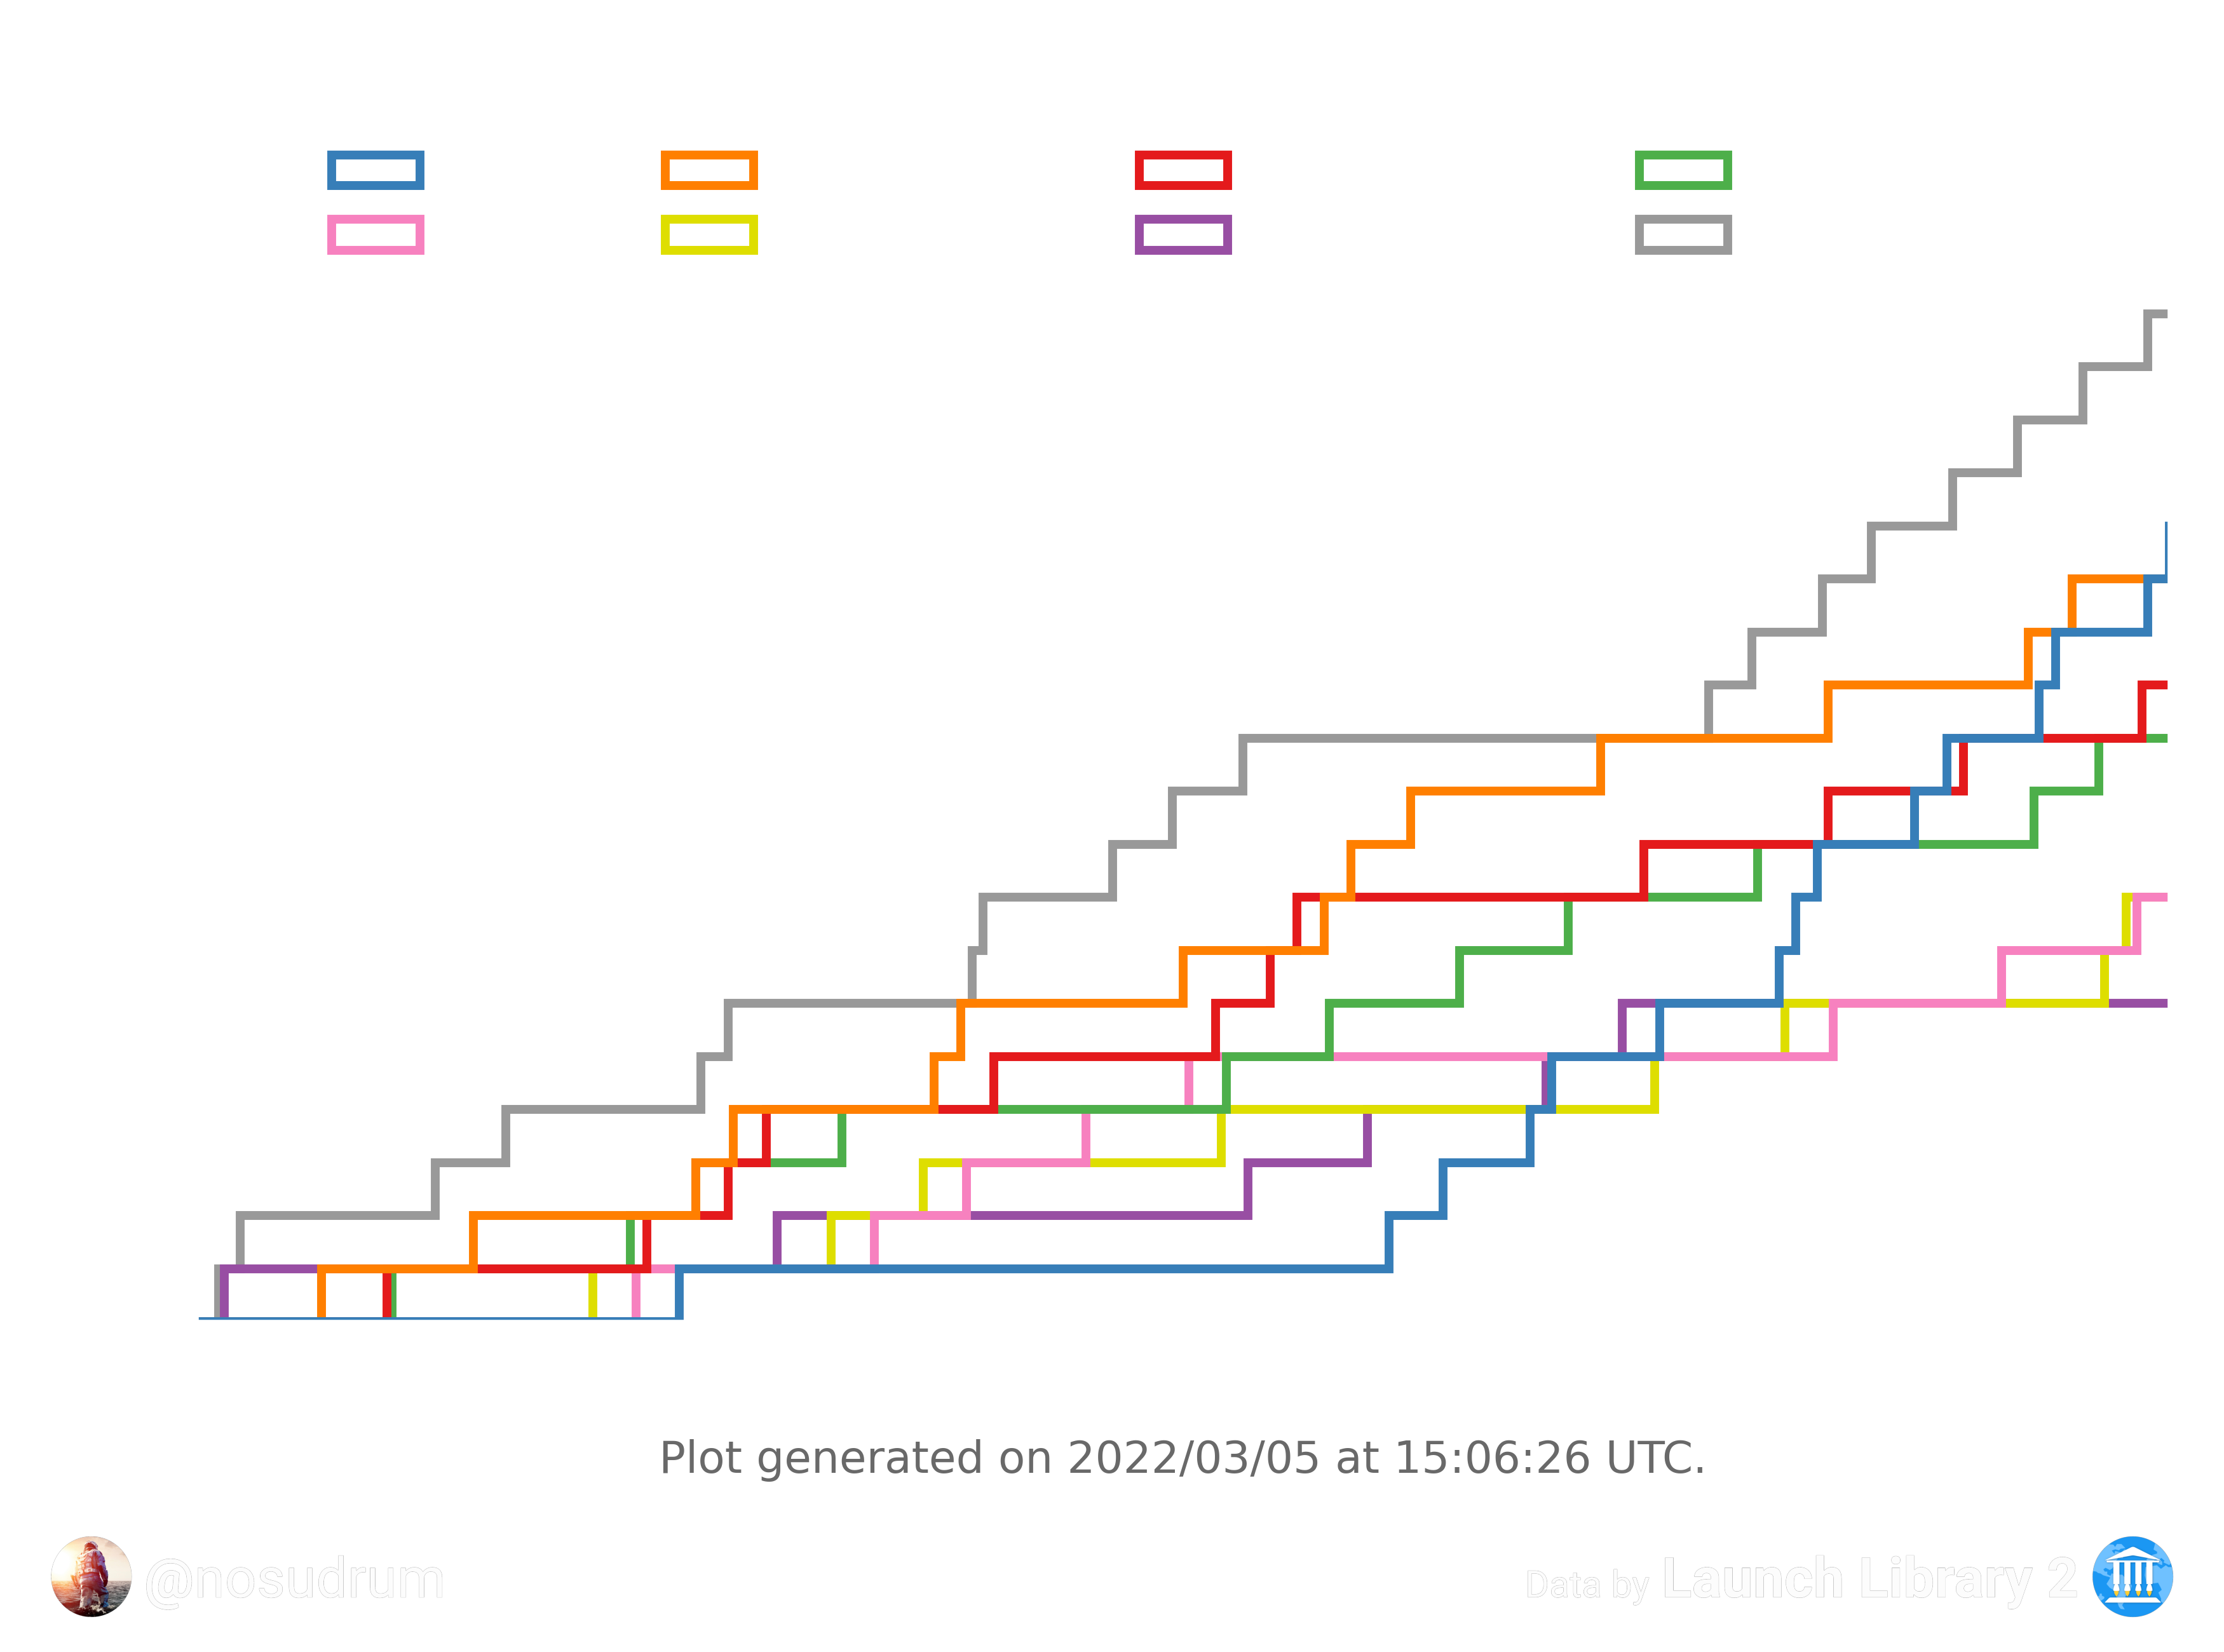 Plot generated on 2022/03/05 at 15:06:26 UTC.
@nosudrum
Data by Launch Library 2